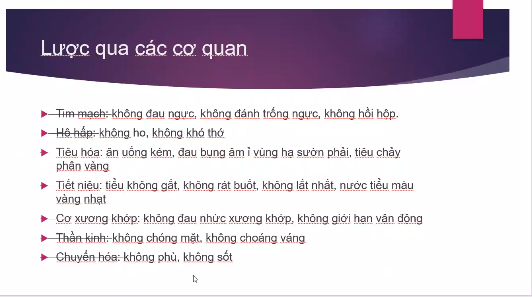 Lược qua các cơ quan
Tim mạch: không đau ngực, không đánh trống ngực, không hồi hộp.
Hô hấp: không ho, không khó thở
Tiêu hóa: ăn uống kém, đau bụng âm ỉ vùng hạ sườn phải, tiêu chảy
phân vàng
Tiết niệu: tiểu không gắt, không rát buốt, không lắt nhắt, nước tiểu màu
vàng nhạt
Cơ xương khớp: không đau nhức xương khớp, không giới hạn vận động
Thần kinh: không chóng mặt, không choáng váng
Chuyển hóa: không phù, không sốt